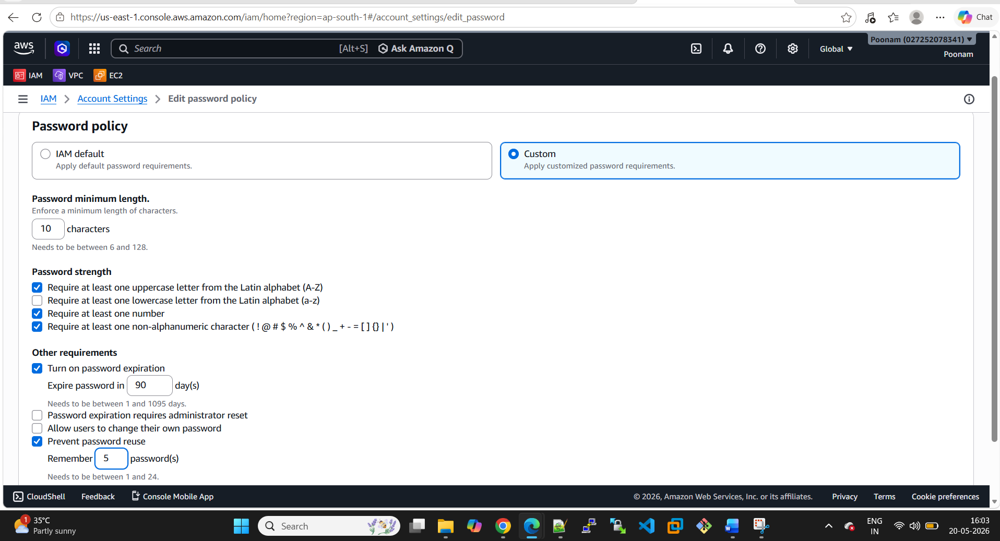 https://us-east-1.console.aws.amazon.com/iam/home?region=ap-south-1#/account_settings/edit_password
Chat
aws
Search [Alt+S] Ask Amazon Q
Global
Poonam (027252078341)
Poonam
IAM VPC EC2
IAM > Account Settings > Edit password policy
Password policy
IAM default
Apply default password requirements.
Custom
Apply customized password requirements.
Password minimum length.
Enforce a minimum length of characters.
10 characters
Needs to be between 6 and 128.
Password strength
Require at least one uppercase letter from the Latin alphabet (A-Z)
Require at least one lowercase letter from the Latin alphabet (a-z)
Require at least one number
Require at least one non-alphanumeric character ( ! @ # $ % ^ & * ( ) _ + - = [ ] { } | ' )
Other requirements
Turn on password expiration
Expire password in 90 day(s)
Needs to be between 1 and 1095 days.
Password expiration requires administrator reset
Allow users to change their own password
Prevent password reuse
Remember 5 password(s)
Needs to be between 1 and 24.
CloudShell Feedback Console Mobile App © 2026, Amazon Web Services, Inc. or its affiliates. Privacy Terms Cookie preferences
1
35°C
Partly sunny
Search
ENG
IN
16:03
20-05-2026